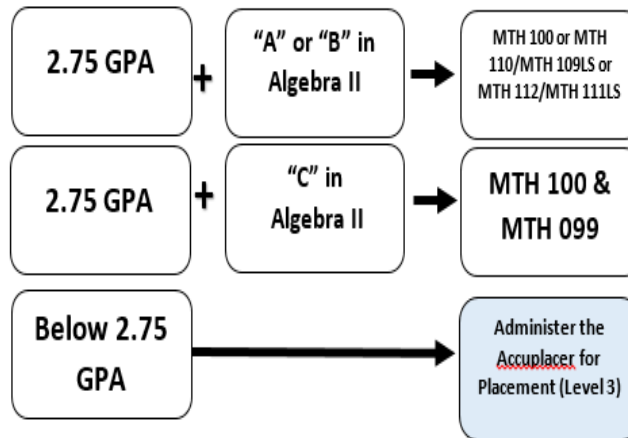 2.75 GPA
+
“A” or “B” in
Algebra II
MTH 100 or MTH
110/MTH 109LS or
MTH 112/MTH 111LS
2.75 GPA
+
“C” in
Algebra II
MTH 100 &
MTH 099
Below 2.75
GPA
Administer the
Accuplacer for
Placement (Level 3)